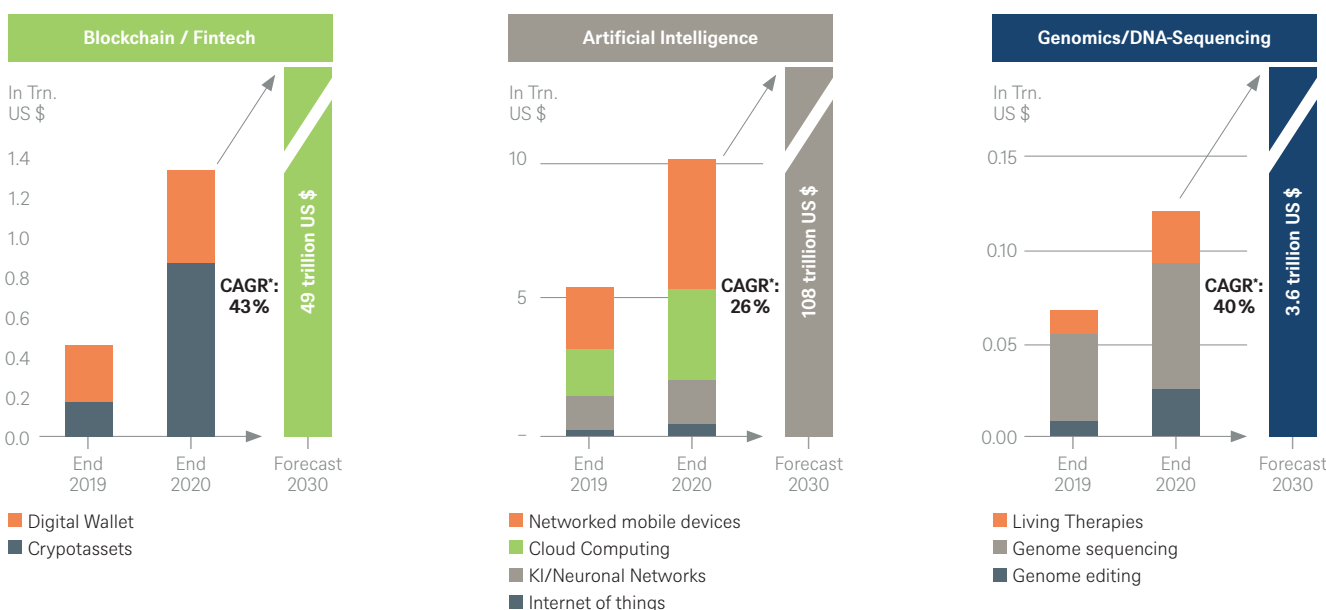 Blockchain / Fintech
In Trn.
US $
1.4
1.2
1.0
0.8
0.6
0.4
0.2
0.0
CAGR*:
43%
49 trillion US $
End
2019
End
2020
Forecast
2030
Digital Wallet
Crypotassets
Artificial Intelligence
In Trn.
US $
10
5
–
CAGR*:
26%
108 trillion US $
End
2019
End
2020
Forecast
2030
Networked mobile devices
Cloud Computing
KI/Neuronal Networks
Internet of things
Genomics/DNA-Sequencing
In Trn.
US $
0.15
0.10
0.05
0.00
CAGR*:
40%
3.6 trillion US $
End
2019
End
2020
Forecast
2030
Living Therapies
Genome sequencing
Genome editing